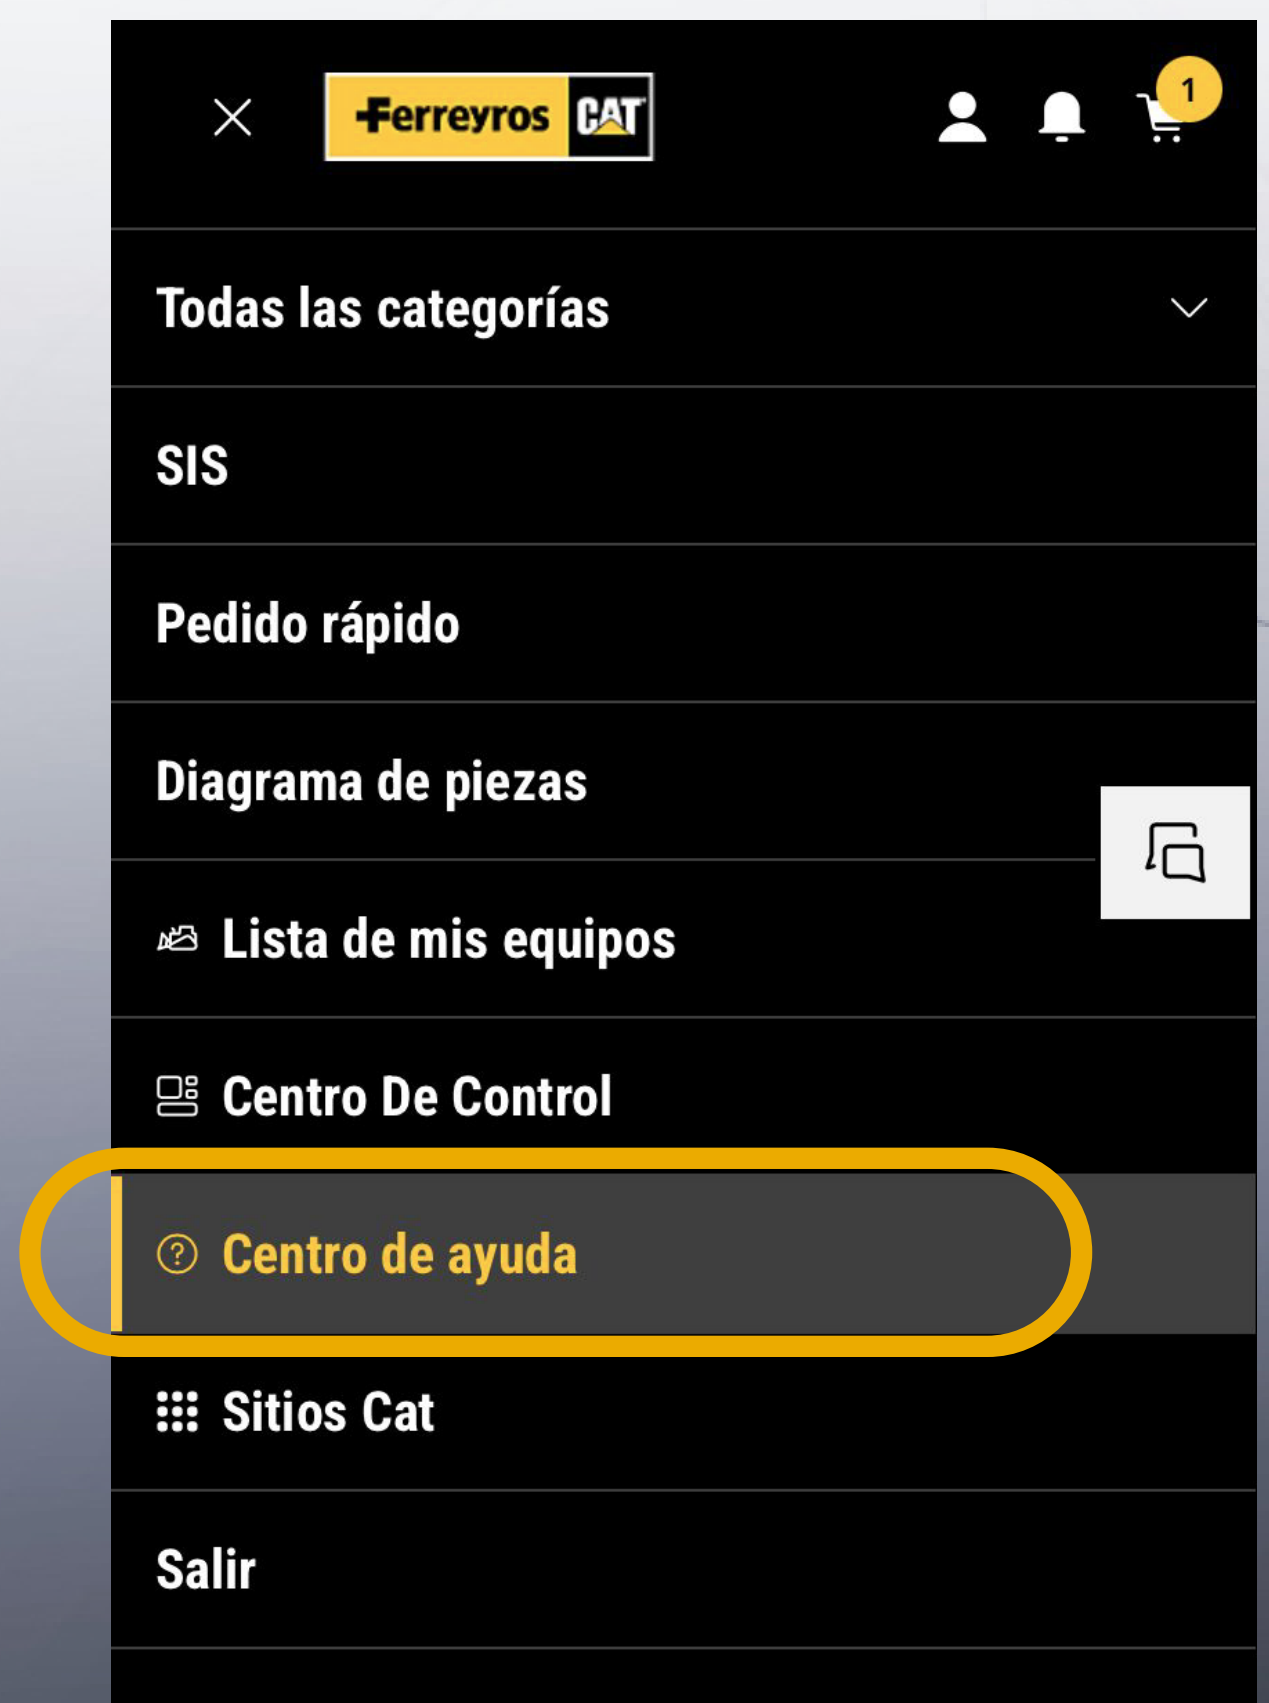 Ferreyros CAT
1
Todas las categorías
SIS
Pedido rápido
Diagrama de piezas
Lista de mis equipos
Centro De Control
Centro de ayuda
Sitios Cat
Salir